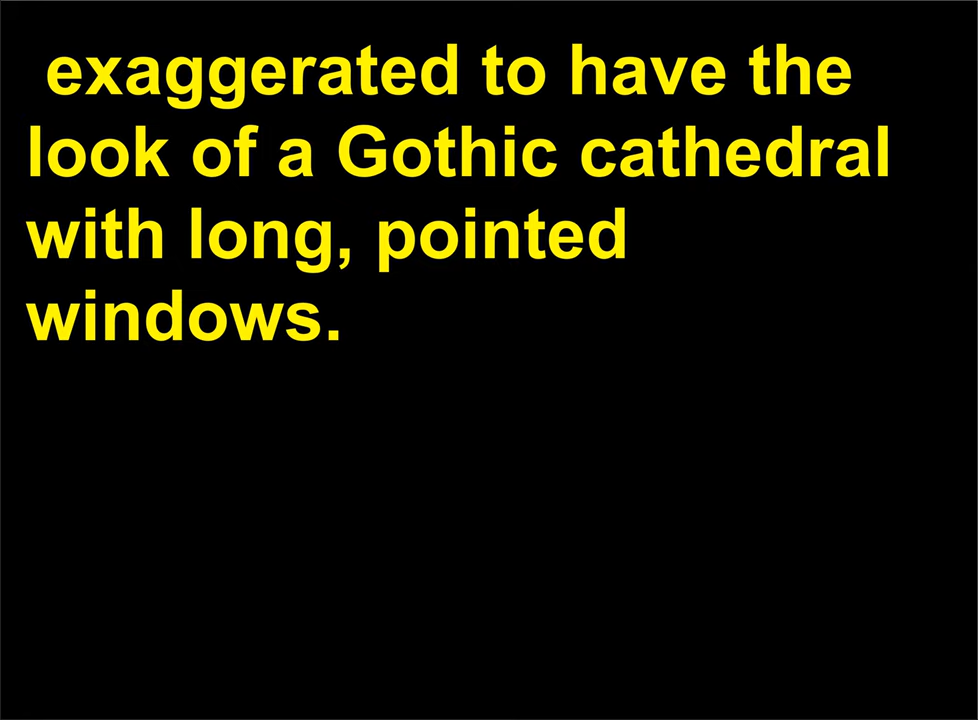 exaggerated to have the
look of a Gothic cathedral
with long, pointed
windows.